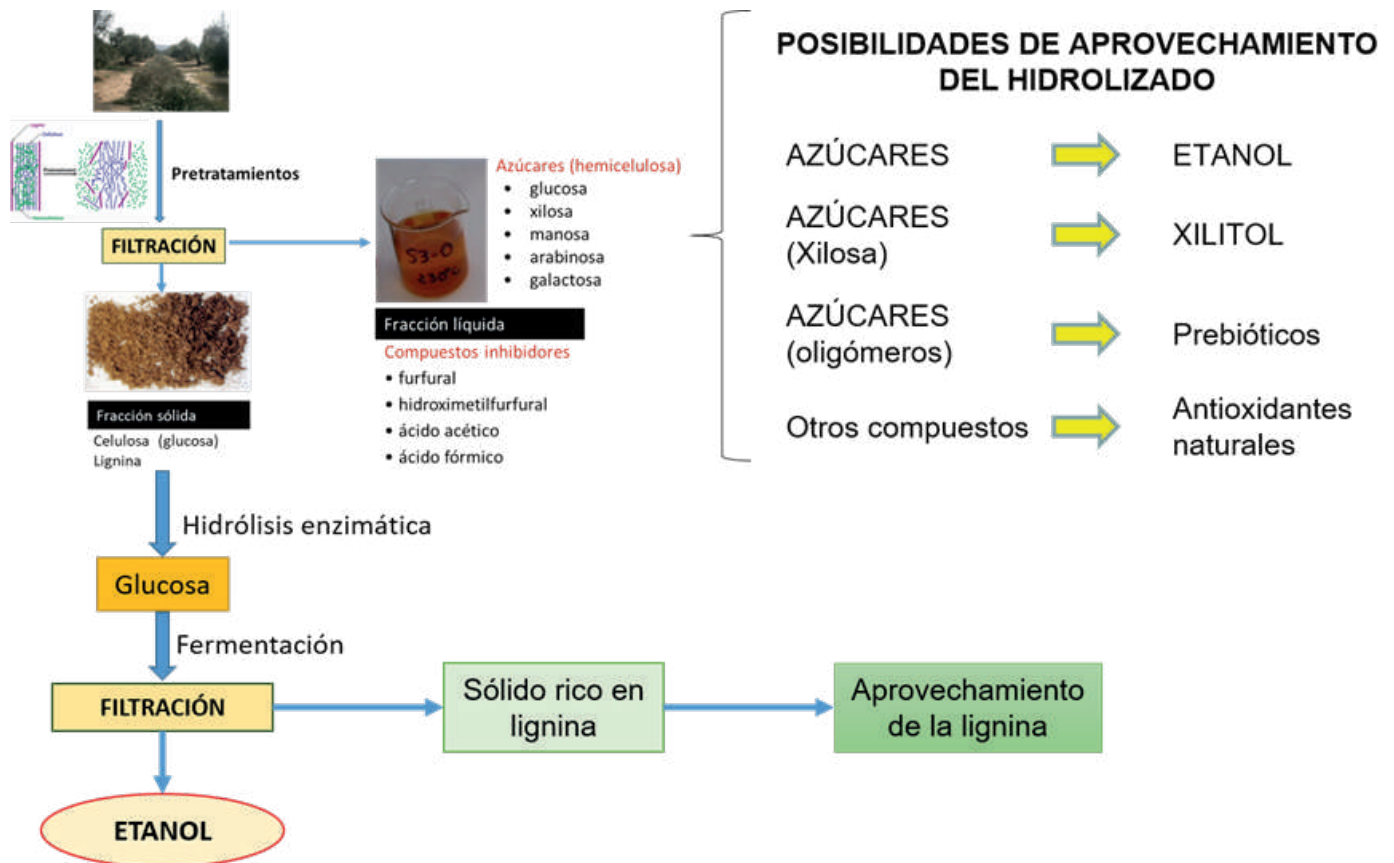 Pretratamientos
FILTRACIÓN
Fracción sólida
Celulosa (glucosa)
Lignina
Azúcares (hemicelulosa)
• glucosa
• xilosa
• manosa
• arabinosa
• galactosa
S3-0
230ºC
Fracción líquida
Compuestos inhibidores
• furfural
• hidroximetilfurfural
• ácido acético
• ácido fórmico
POSIBILIDADES DE APROVECHAMIENTO
DEL HIDROLIZADO
AZÚCARES
ETANOL
AZÚCARES
(Xilosa)
XILITOL
AZÚCARES
(oligómeros)
Prebióticos
Otros compuestos
Antioxidantes
naturales
Hidrólisis enzimática
Glucosa
Fermentación
FILTRACIÓN
Sólido rico en
lignina
Aprovechamiento
de la lignina
ETANOL